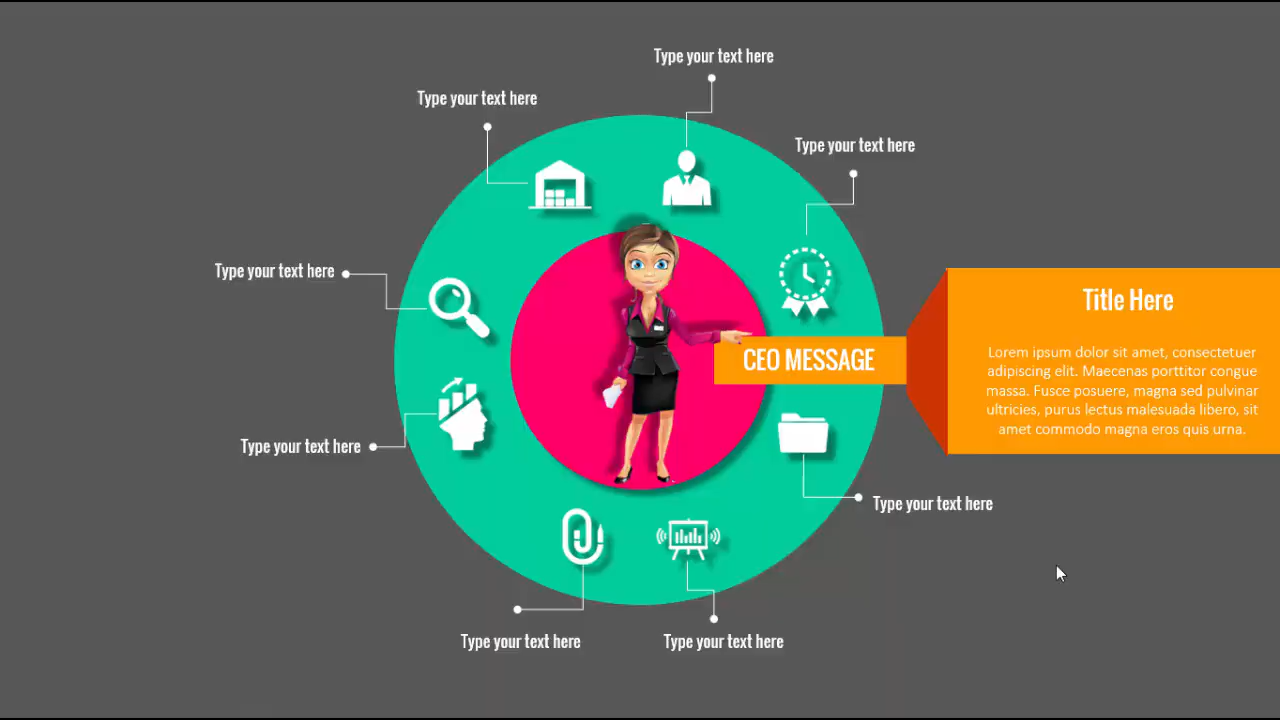 Type your text here
Type your text here
Type your text here
Type your text here
Title Here
Lorem ipsum dolor sit amet, consectetuer
adipiscing elit. Maecenas porttitor congue
massa. Fusce posuere, magna sed pulvinar
ultricies, purus lectus malesuada libero, sit
amet commodo magna eros quis urna.
CEO MESSAGE
Type your text here
Type your text here
Type your text here
Type your text here